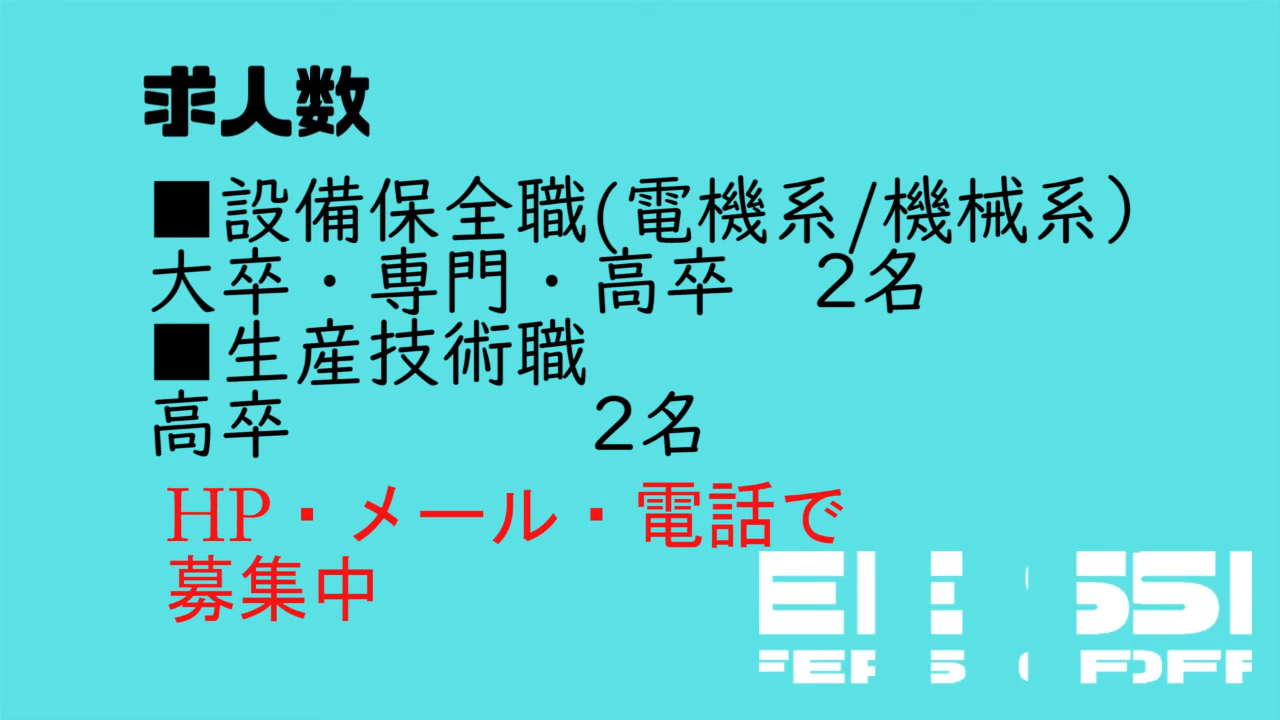 求人数
■設備保全職(電機系/機械系）
大卒・専門・高卒　2名
■生産技術職
高卒　　　　2名
HP・メール・電話で
募集中